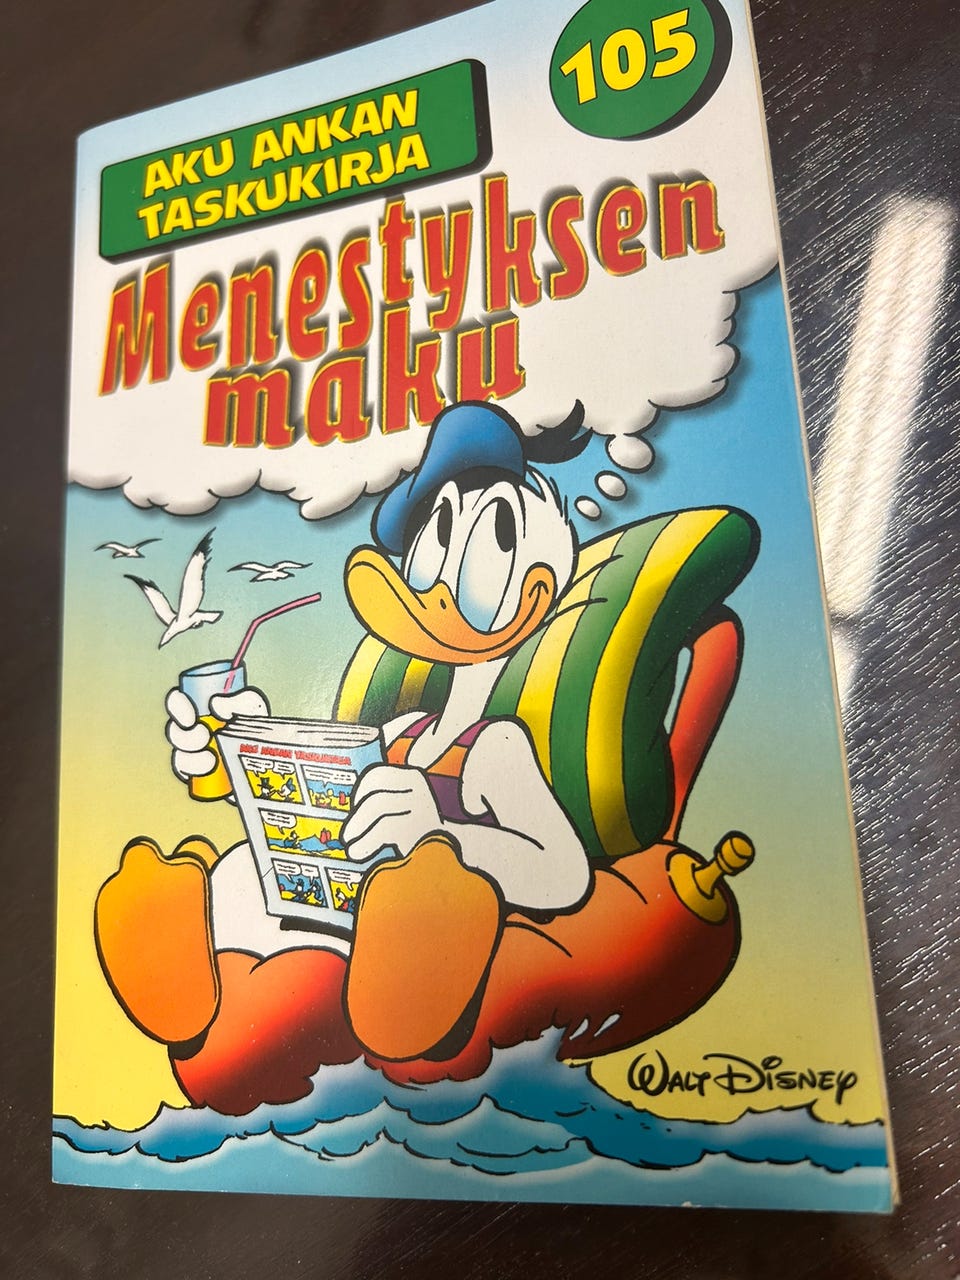 105
AKU ANKAN
TASKUKIRJA
Menestyksen
maku
AKU ANKAN TASKUKIRJA
WALT DISNEY